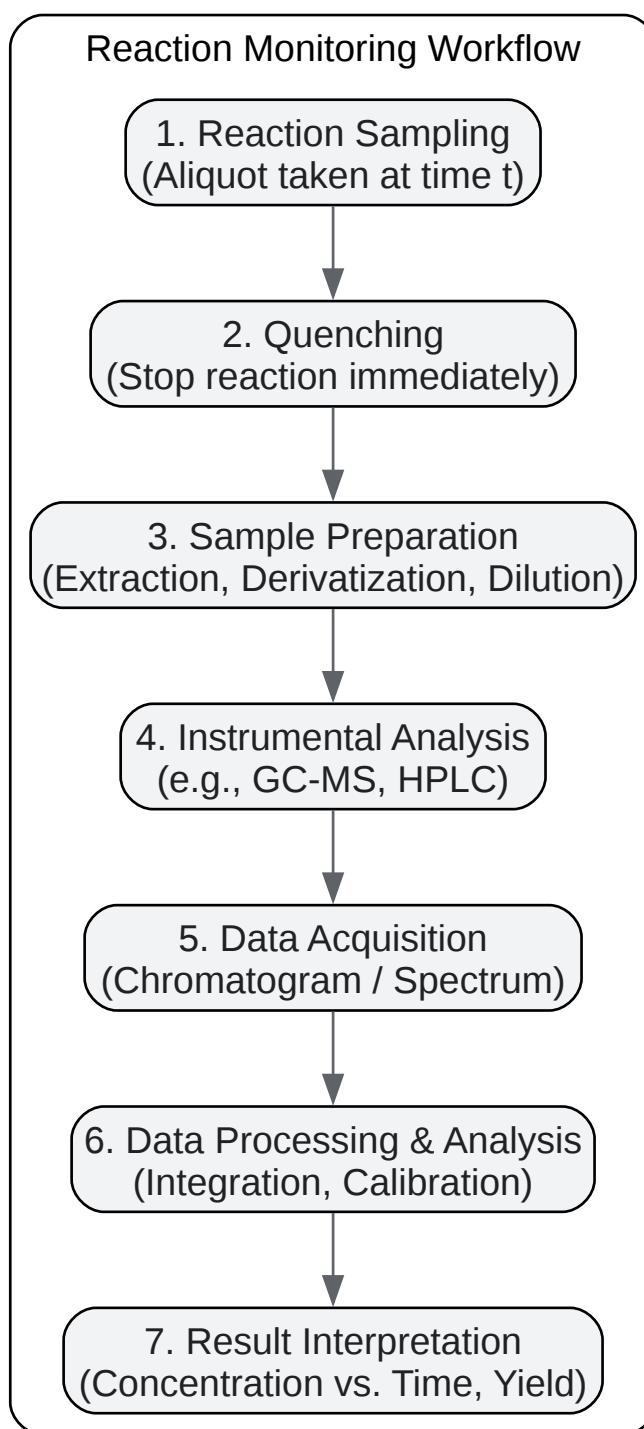 Reaction Monitoring Workflow
1. Reaction Sampling
(Aliquot taken at time t)
2. Quenching
(Stop reaction immediately)
3. Sample Preparation
(Extraction, Derivatization, Dilution)
4. Instrumental Analysis
(e.g., GC-MS, HPLC)
5. Data Acquisition
(Chromatogram / Spectrum)
6. Data Processing & Analysis
(Integration, Calibration)
7. Result Interpretation
(Concentration vs. Time, Yield)